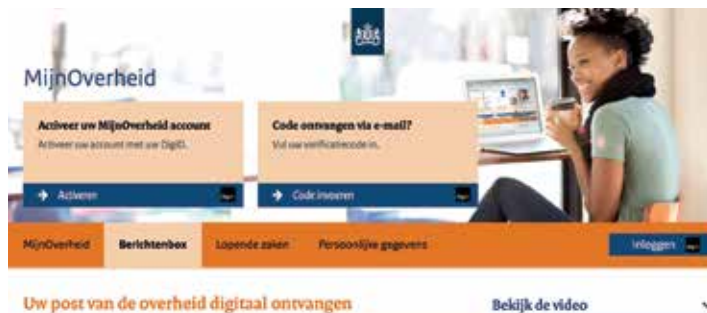 MijnOverheid
Activeer uw MijnOverheid account
Activeer uw account met uw DigiD.
→ Activeren
Code ontvangen via e-mail?
Vul uw verificatiecode in.
→ Code invoeren
MijnOverheid
Berichtenbox
Lopende zaken
Persoonlijke gegevens
Inloggen
Uw post van de overheid digitaal ontvangen
Bekijk de video